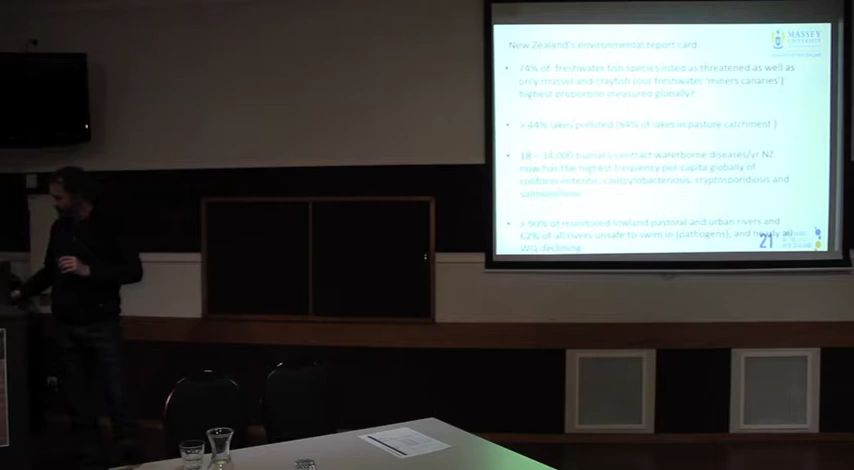 New Zealand's environmental report card
MASSEY
• 74% of freshwater fish species listed as threatened as well as
only mussel and crayfish (our freshwater 'miners canaries')
highest proportion measured globally?
• > 44% lakes polluted (64% of lakes in pasture catchment )
• 18 – 34,000 humans contract waterborne diseases/yr NZ
now has the highest frequency per capita globally of
campylobacteriosis, cryptosporidiosis and
• > 90% of monitored lowland pastoral and urban rivers and
62% of all rivers unsafe to swim in (pathogens), and nearly all
WQ declining
21